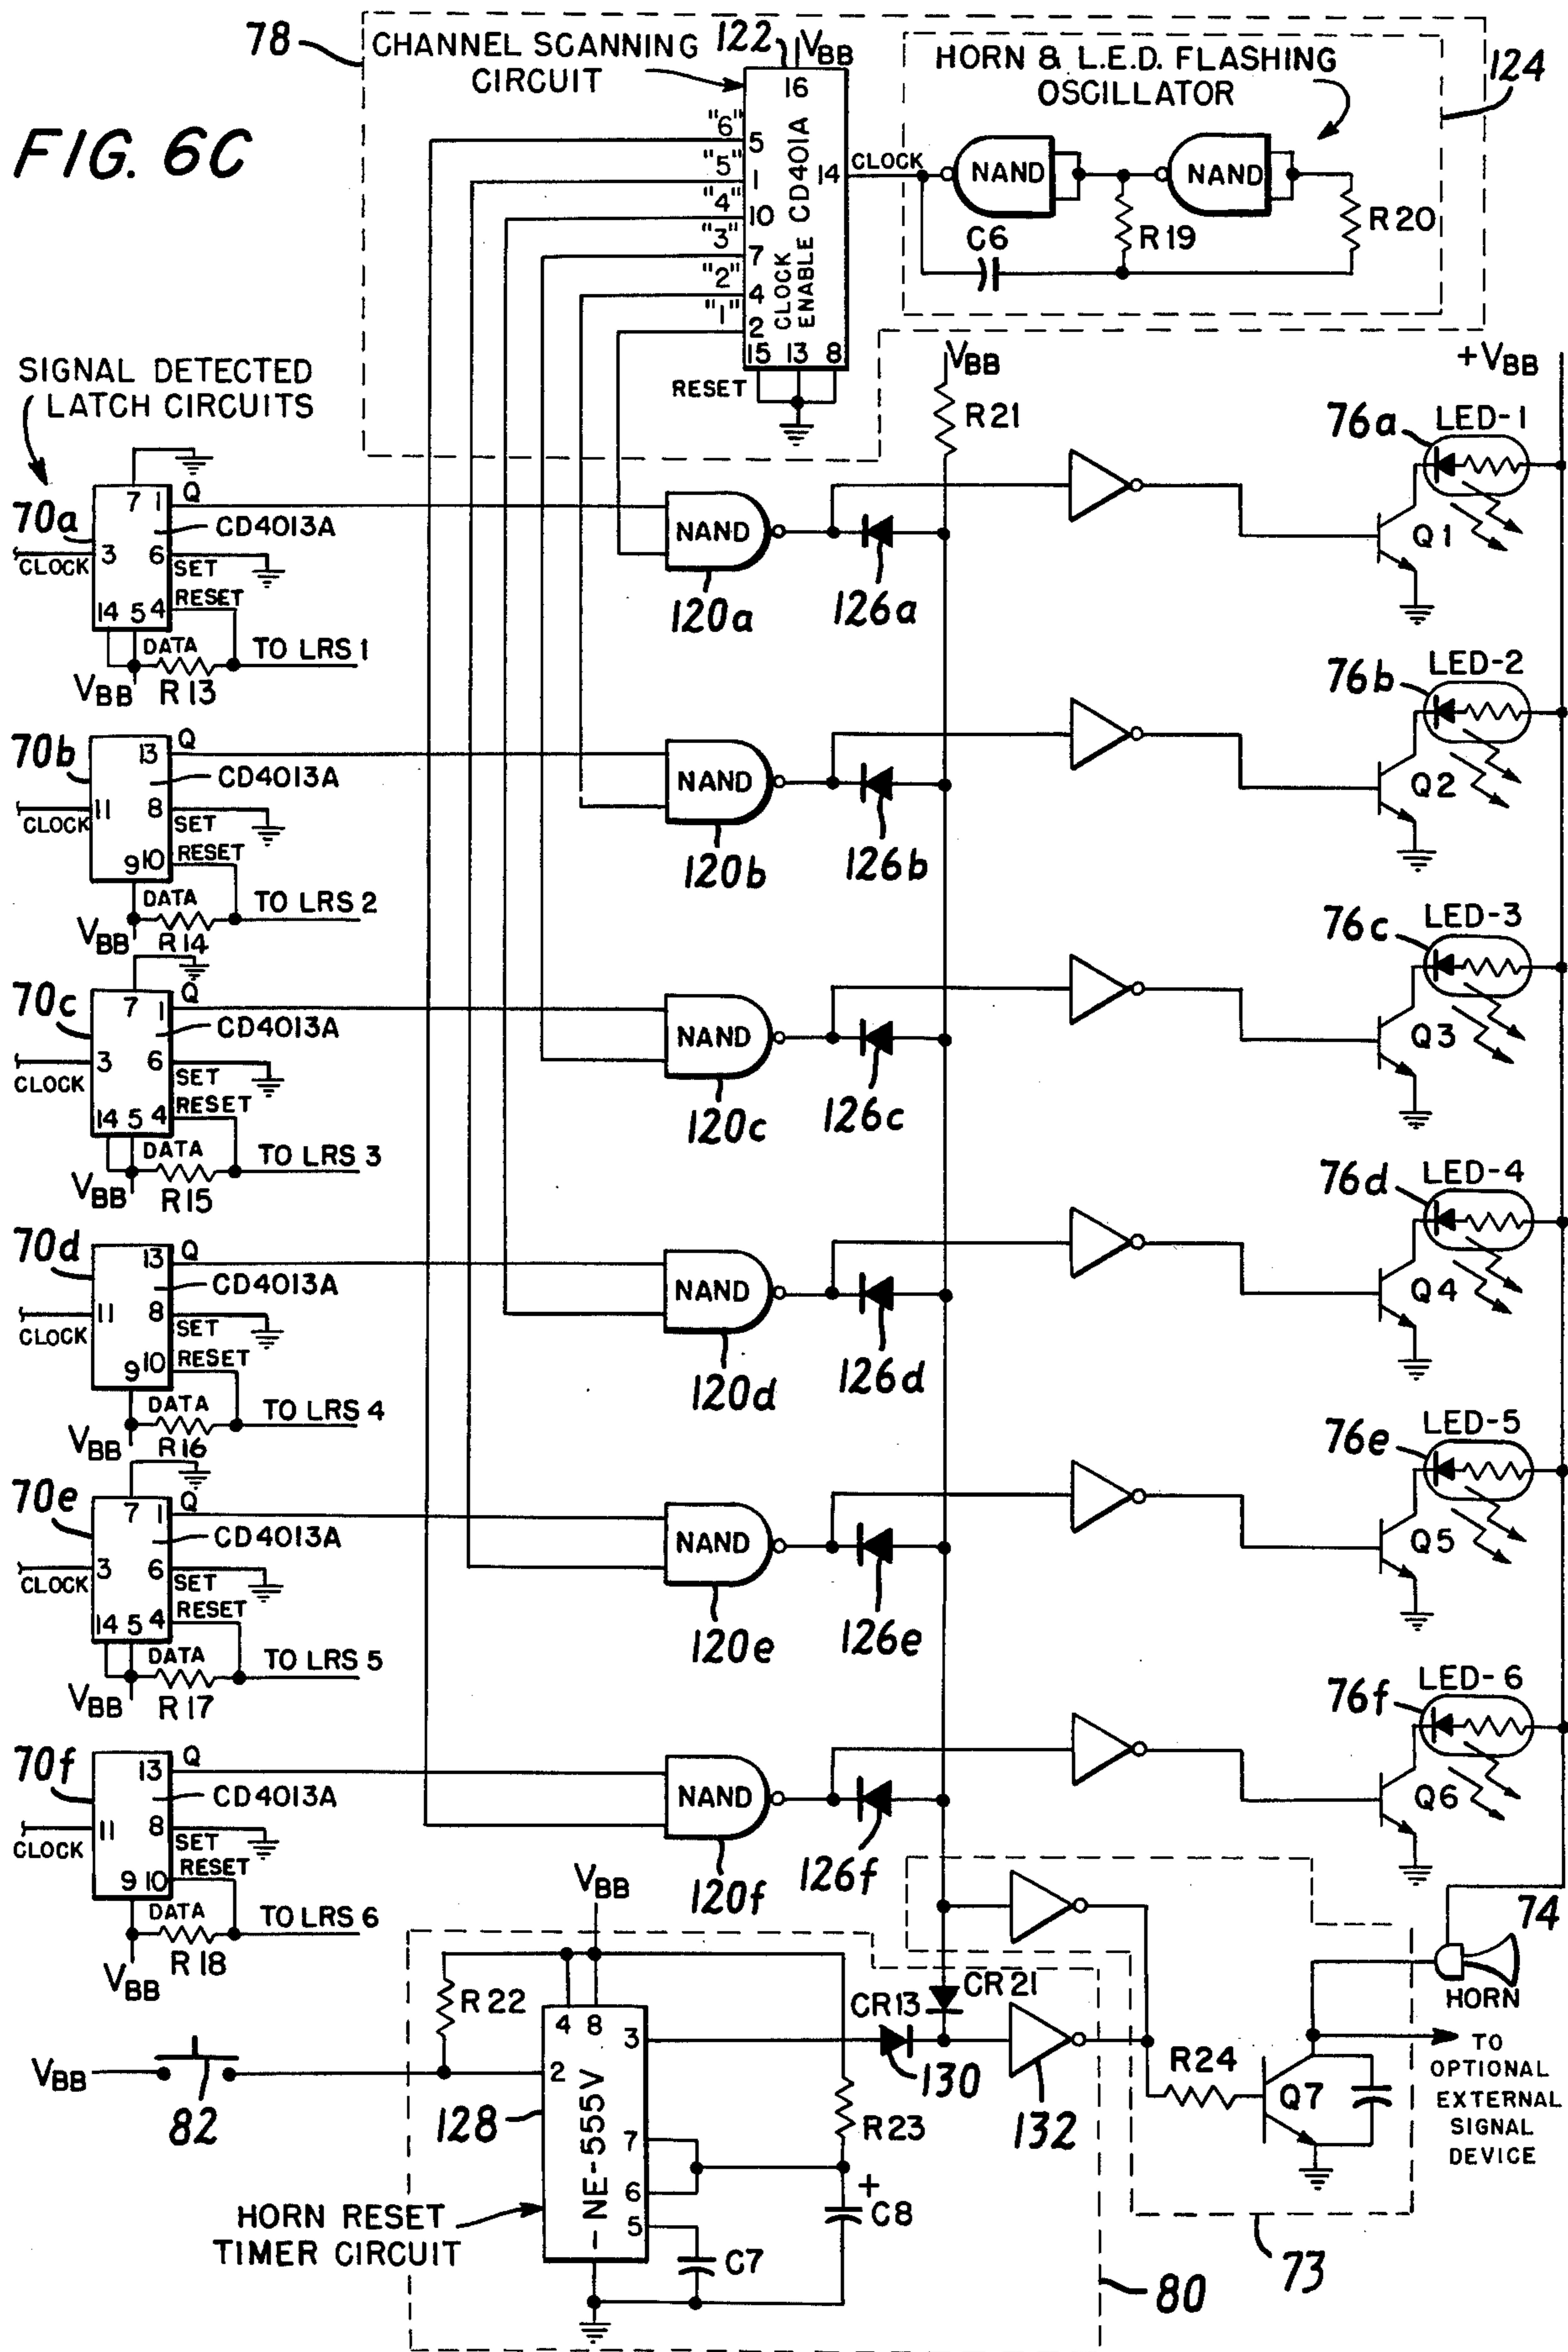 FIG. 6C
78
CHANNEL SCANNING
CIRCUIT
122
VBB
HORN & L.E.D. FLASHING
OSCILLATOR
124
16
"6"
5
"5"
1
"4"
10
"3"
7
"2"
4
"1"
2
CD401A
CLOCK
ENABLE
14
CLOCK
15 13 8
RESET
NAND
NAND
C6
R19
R20
SIGNAL DETECTED
LATCH CIRCUITS
VBB
R21
+VBB
70a
7 1
Q
CD4013A
CLOCK
3
6
SET
RESET
14 5 4
DATA
VBB
R13
TO LRS 1
NAND
120a
126a
76a
LED-1
Q1
70b
13
Q
CD4013A
CLOCK
11
8
SET
RESET
9 10
DATA
VBB
R14
TO LRS 2
NAND
120b
126b
76b
LED-2
Q2
70c
7 1
Q
CD4013A
CLOCK
3
6
SET
RESET
14 5 4
DATA
VBB
R15
TO LRS 3
NAND
120c
126c
76c
LED-3
Q3
70d
13
Q
CD4013A
CLOCK
11
8
SET
RESET
9 10
DATA
VBB
R16
TO LRS 4
NAND
120d
126d
76d
LED-4
Q4
70e
7 1
Q
CD4013A
CLOCK
3
6
SET
RESET
14 5 4
DATA
VBB
R17
TO LRS 5
NAND
120e
126e
76e
LED-5
Q5
70f
13
Q
CD4013A
CLOCK
11
8
SET
RESET
9 10
DATA
VBB
R18
TO LRS 6
NAND
120f
126f
76f
LED-6
Q6
VBB
82
VBB
R22
4 8
3
2
NE-555V
7
6
5
128
HORN RESET
TIMER CIRCUIT
C7
+
C8
R23
CR13
CR21
130
132
80
R24
Q7
73
74
HORN
TO
OPTIONAL
EXTERNAL
SIGNAL
DEVICE